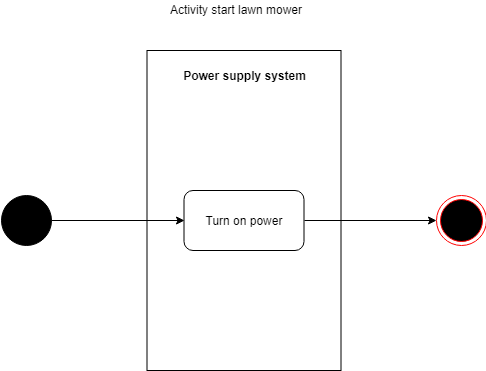 Activity start lawn mower
Power supply system
Turn on power